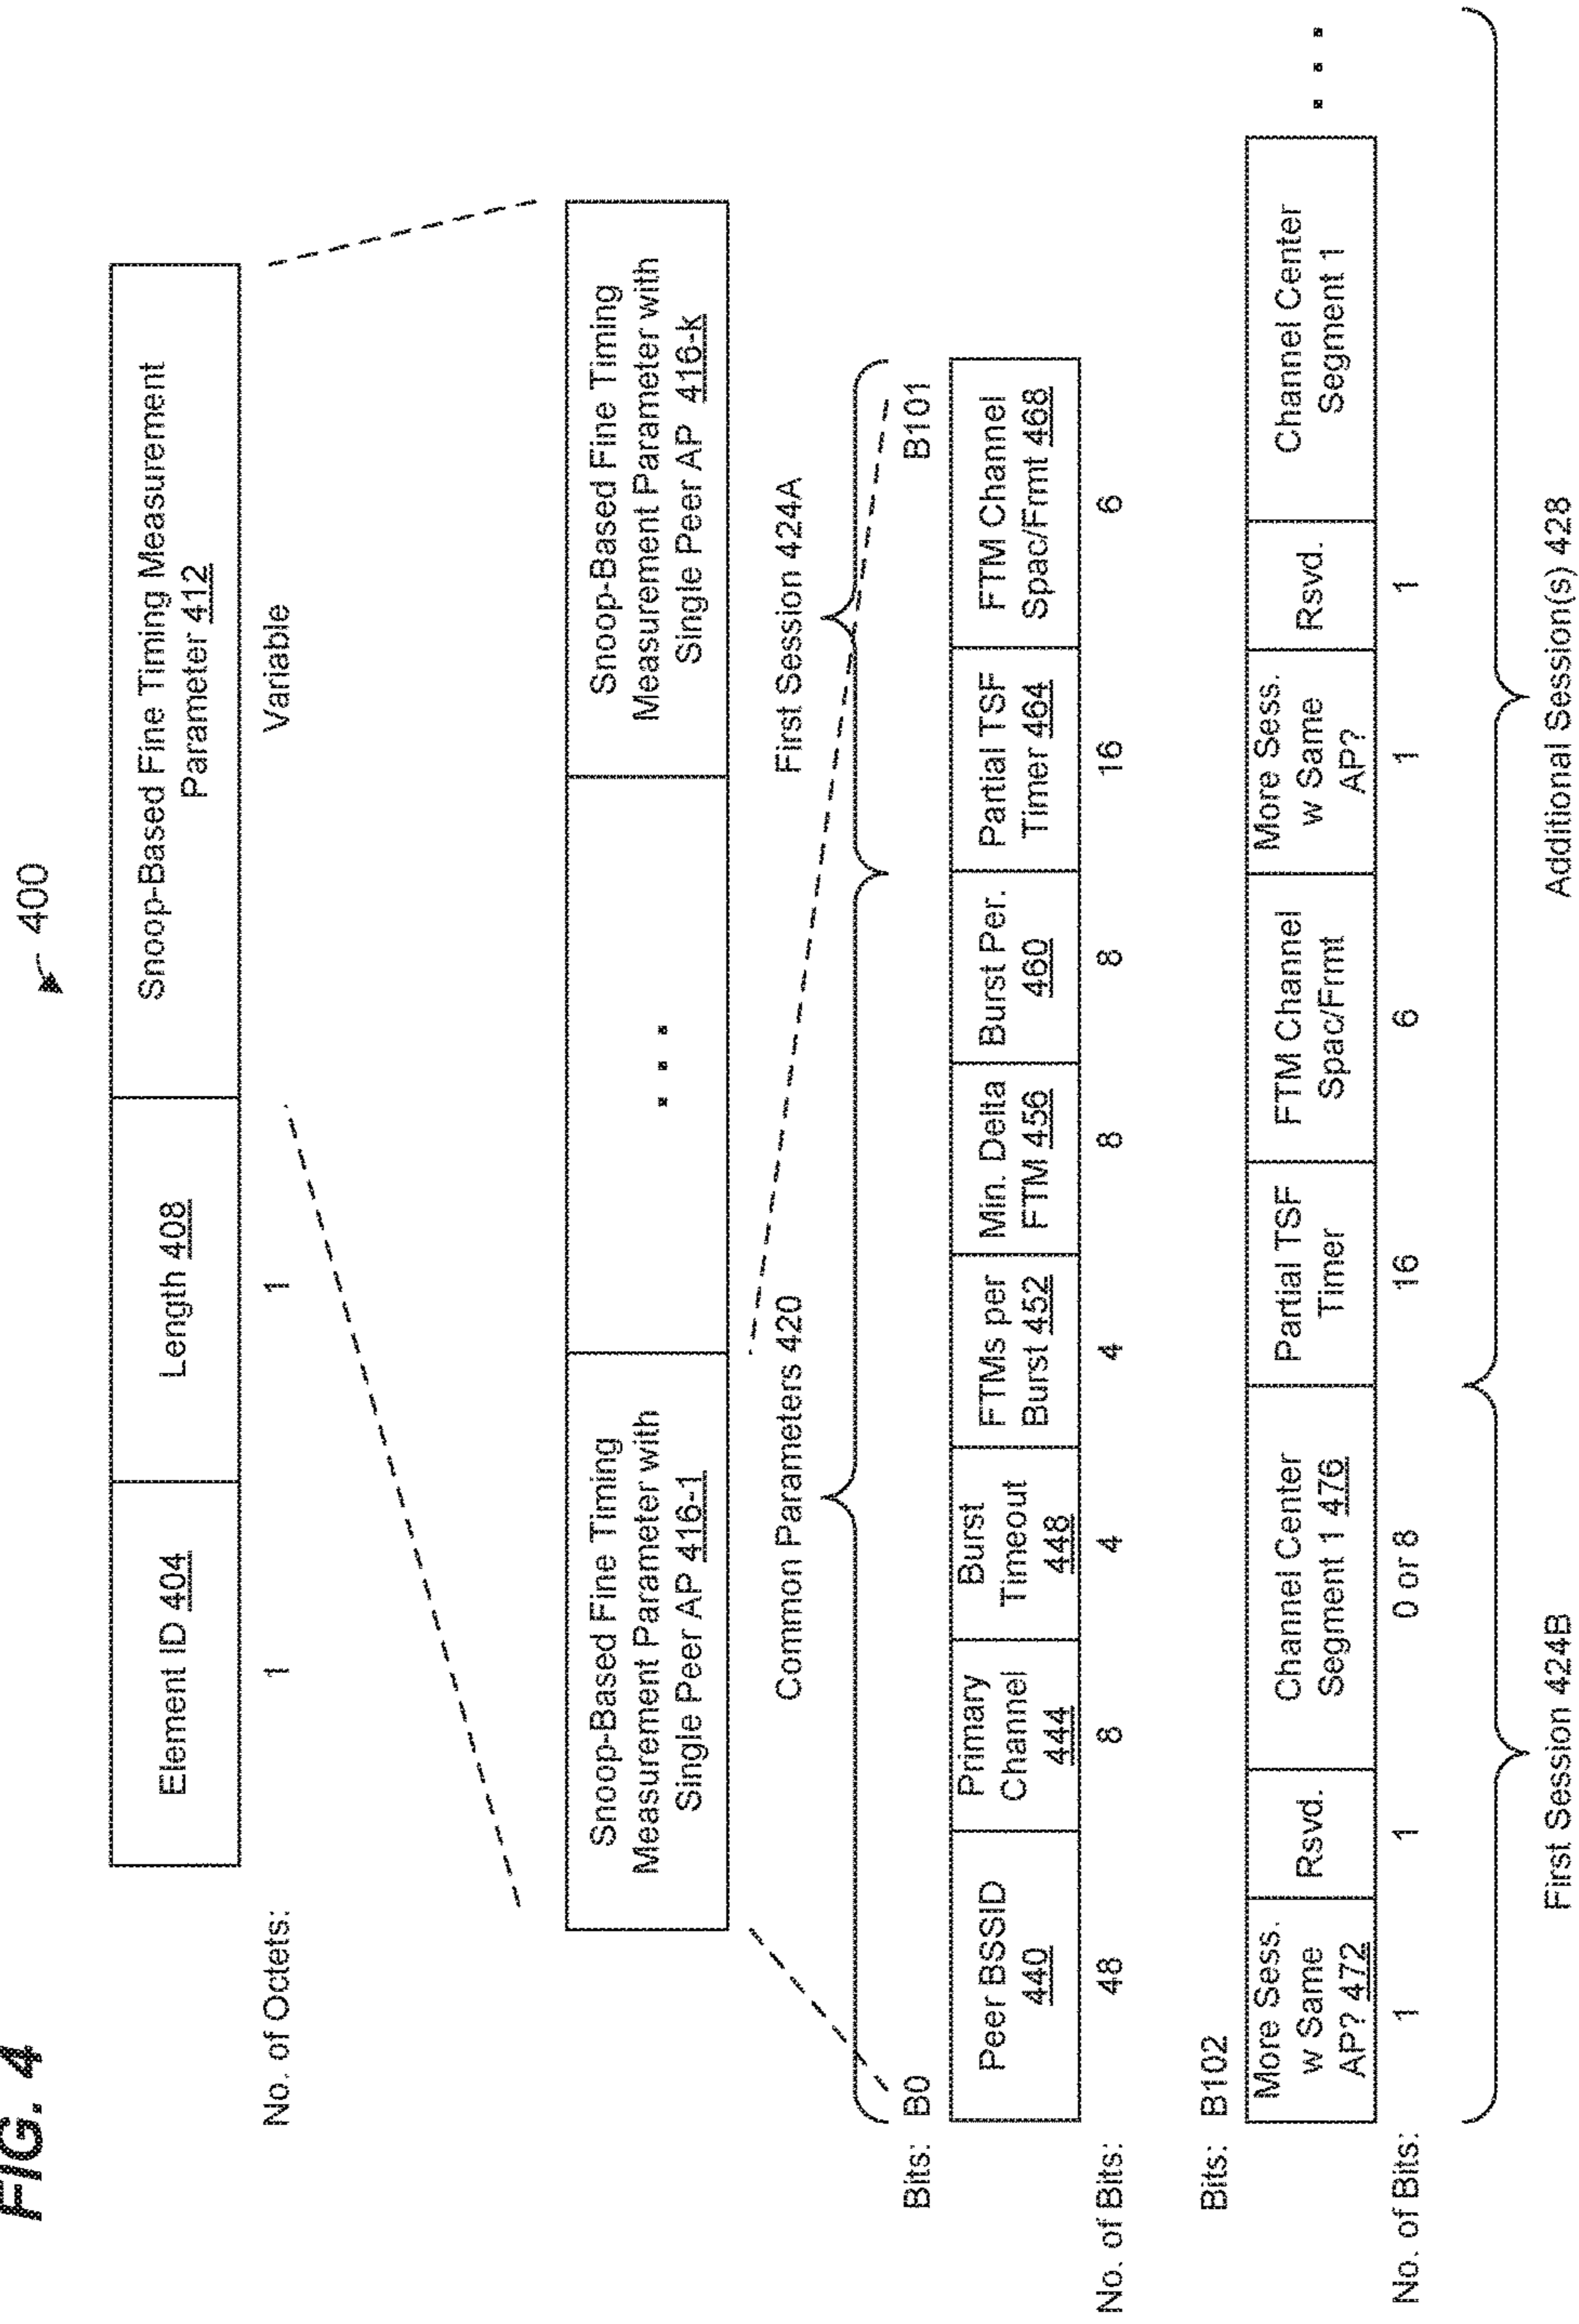 FIG. 4
400
Element ID 404
Length 408
Snoop-Based Fine Timing Measurement
Parameter 412
No. of Octets:
1
1
Variable
Snoop-Based Fine Timing
Measurement Parameter with
Single Peer AP 416-1
. . .
Snoop-Based Fine Timing
Measurement Parameter with
Single Peer AP 416-k
Common Parameters 420
First Session 424A
Bits:
B0
B101
Peer BSSID
440
Primary
Channel
444
Burst
Timeout
448
FTMs per
Burst 452
Min. Delta
FTM 456
Burst Per.
460
Partial TSF
Timer 464
FTM Channel
Spac/Frmt 468
No. of Bits:
48
8
4
4
8
8
16
6
Bits:
B102
More Sess.
w Same
AP? 472
Rsvd.
Channel Center
Segment 1 476
Partial TSF
Timer
FTM Channel
Spac/Frmt
More Sess.
w Same
AP?
Rsvd.
Channel Center
Segment 1
. . .
No. of Bits:
1
1
0 or 8
16
6
1
1
First Session 424B
Additional Session(s) 428